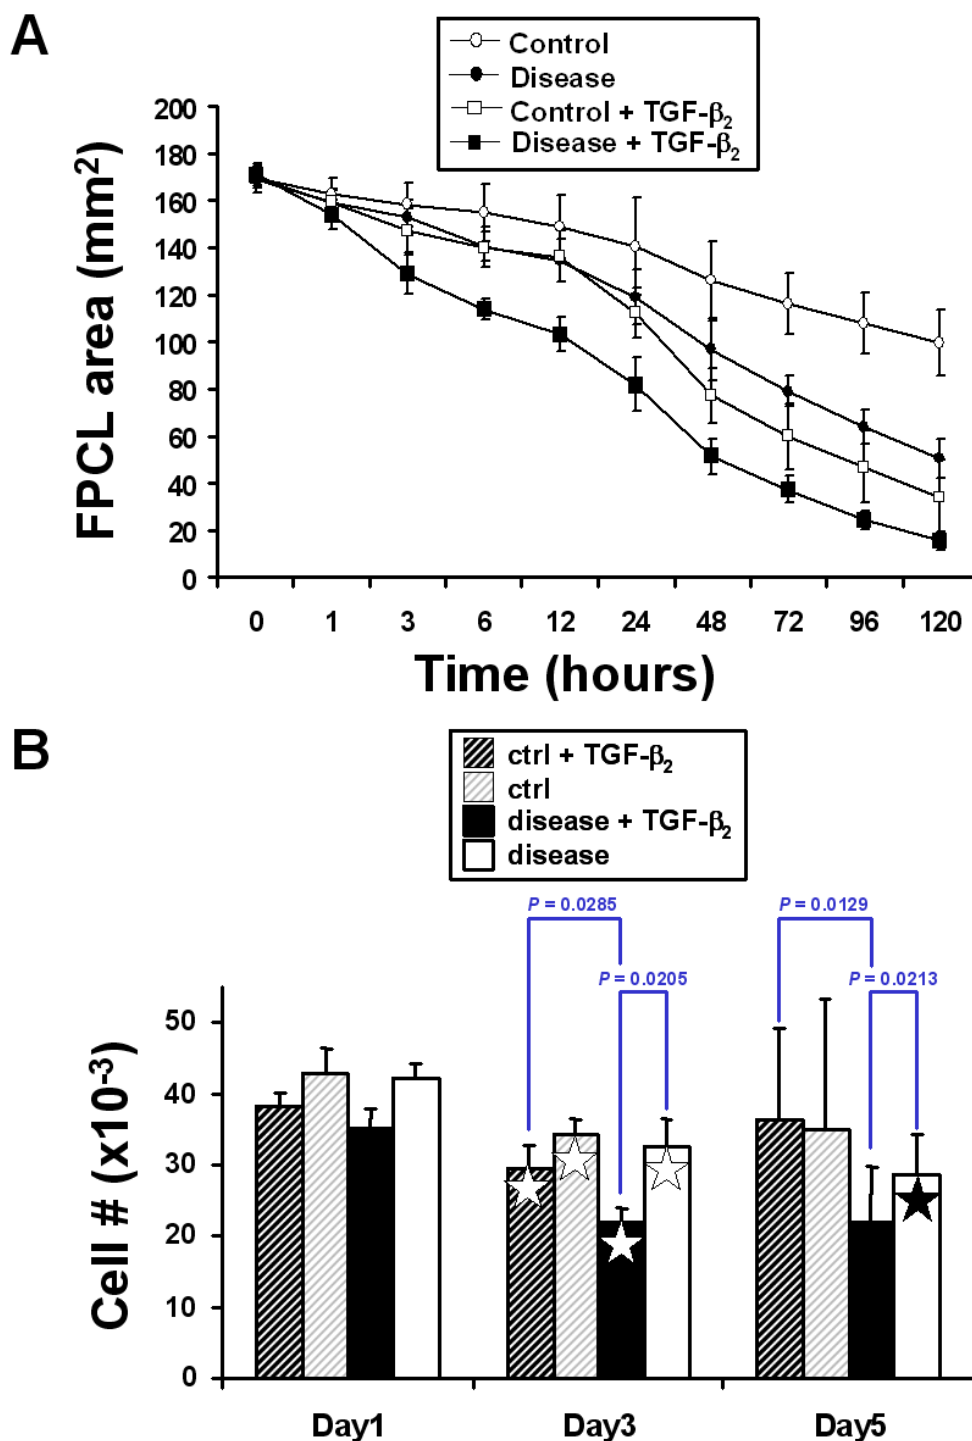 A
Control
Disease
Control + TGF-β₂
Disease + TGF-β₂
FPCL area (mm²)
200
180
160
140
120
100
80
60
40
20
0
0 1 3 6 12 24 48 72 96 120
Time (hours)
B
ctrl + TGF-β₂
ctrl
disease + TGF-β₂
disease
P = 0.0285
P = 0.0129
P = 0.0205
P = 0.0213
Cell # (x10⁻³)
50
40
30
20
10
0
Day1 Day3 Day5